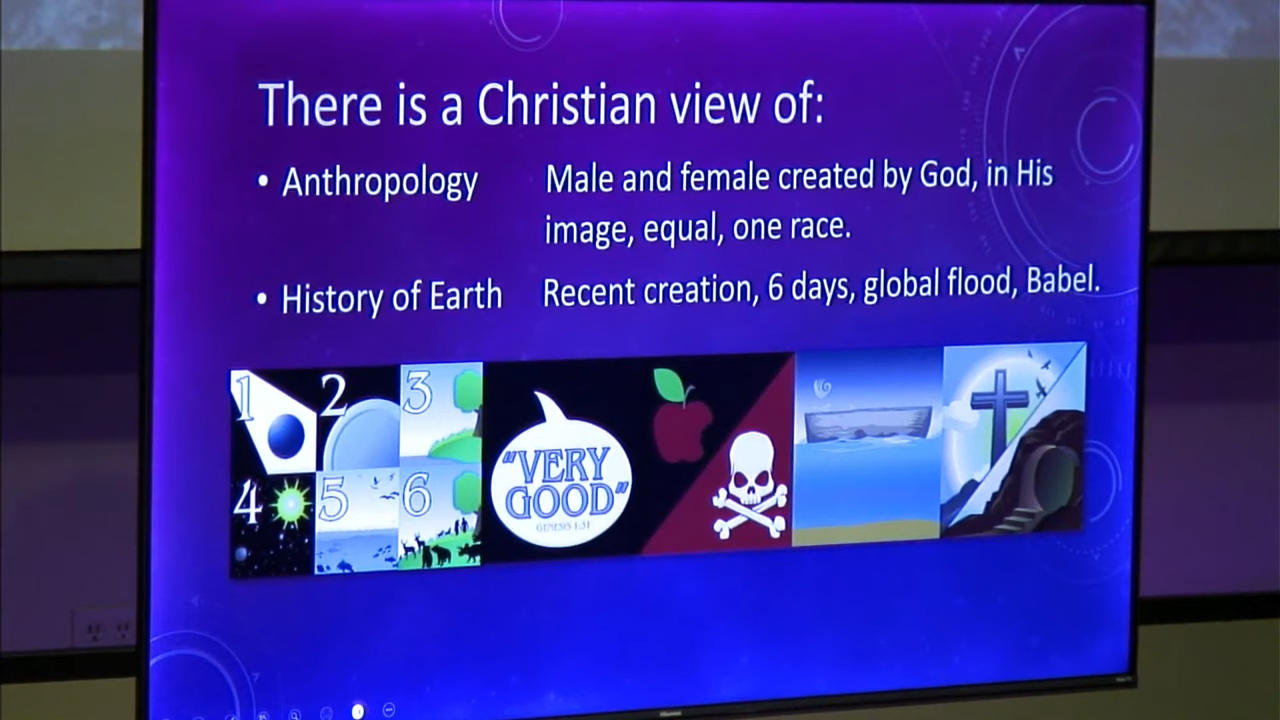 There is a Christian view of:
• Anthropology Male and female created by God, in His
image, equal, one race.
• History of Earth Recent creation, 6 days, global flood, Babel.
1 2 3
4 5 6
"VERY
GOOD"
GENESIS 1:31